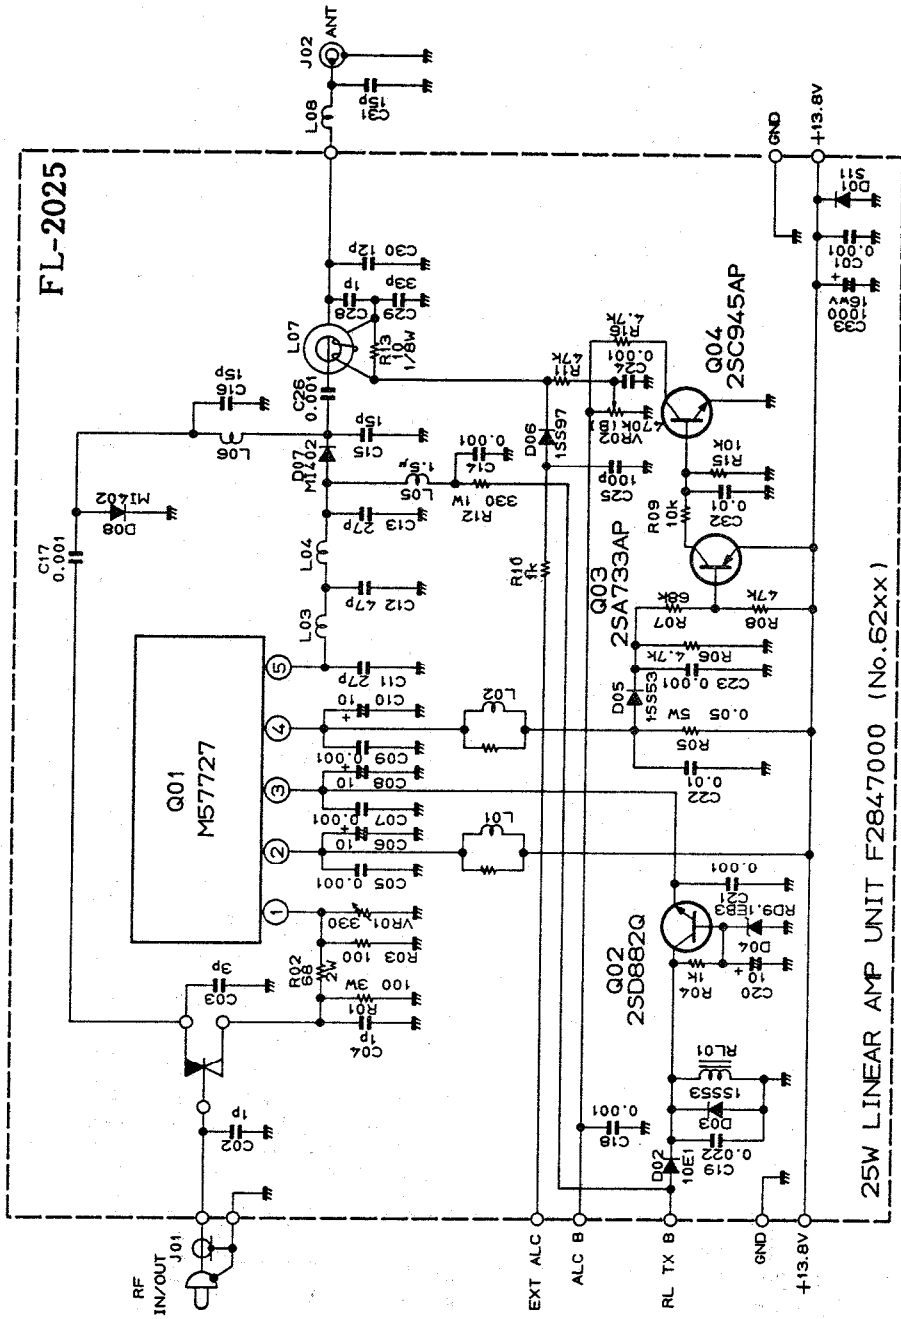 FL-2025
RF
IN/OUT
J01
C02
1p
C03
3p
C17
0.001
D08
MI402
L06
C16
15p
Q01
M57727
1
2
3
4
5
R02
68
2W
R01
3W
100
C04
1p
R03
100
VR01
330
C05
0.001
C06
10
+
C07
0.001
C08
10
+
C09
0.001
C10
10
+
C11
27p
L03
C12
47p
L04
C13
27p
D07
MI402
C15
15p
C26
0.001
L07
R13
10
1/8W
C28
1p
C29
33p
C30
12p
L08
C31
15p
J02
ANT
L01
L02
L05
1.5μ
C14
0.001
R12
330
1W
D06
1SS97
C25
100p
R10
1k
R11
47k
C24
0.001
VR02
470k(B)
R16
4.7k
Q04
2SC945AP
R15
10k
C32
0.01
R09
10k
Q03
2SA733AP
R07
68k
R08
47k
R06
4.7k
C23
0.001
D05
1SS53
R05
5W
0.05
C22
0.01
Q02
2SD882Q
C21
0.001
RD9.1EB3
D04
R04
1k
C20
10
+
RL01
1SS53
D03
C19
0.022
D02
10E1
C18
0.001
EXT ALC
ALC B
RL TX B
GND
+13.8V
GND
+13.8V
D01
S11
C01
0.001
C33
1000
16wv
+
25W LINEAR AMP UNIT F2847000 (No.62xx)